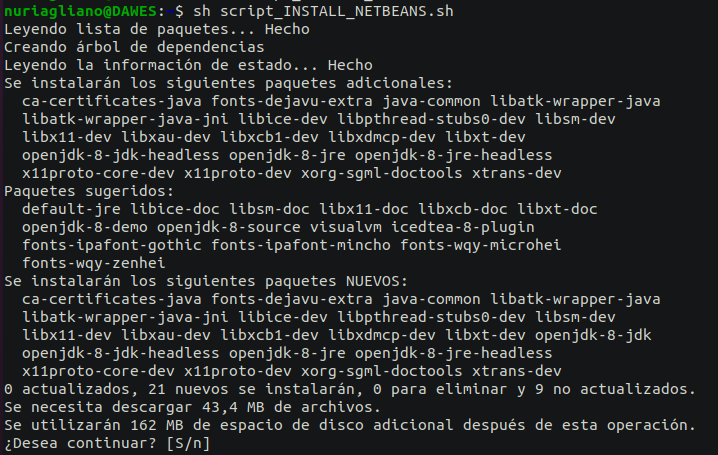 nuriagliano@DAWES:~$ sh script_INSTALL_NETBEANS.sh
Leyendo lista de paquetes... Hecho
Creando árbol de dependencias
Leyendo la información de estado... Hecho
Se instalarán los siguientes paquetes adicionales:
  ca-certificates-java fonts-dejavu-extra java-common libatk-wrapper-java
  libatk-wrapper-java-jni libice-dev libpthread-stubs0-dev libsm-dev
  libx11-dev libxau-dev libxcb1-dev libxdmcp-dev libxt-dev
  openjdk-8-jdk-headless openjdk-8-jre openjdk-8-jre-headless
  x11proto-core-dev x11proto-dev xorg-sgml-doctools xtrans-dev
Paquetes sugeridos:
  default-jre libice-doc libsm-doc libx11-doc libxcb-doc libxt-doc
  openjdk-8-demo openjdk-8-source visualvm icedtea-8-plugin
  fonts-ipafont-gothic fonts-ipafont-mincho fonts-wqy-microhei
  fonts-wqy-zenhei
Se instalarán los siguientes paquetes NUEVOS:
  ca-certificates-java fonts-dejavu-extra java-common libatk-wrapper-java
  libatk-wrapper-java-jni libice-dev libpthread-stubs0-dev libsm-dev
  libx11-dev libxau-dev libxcb1-dev libxdmcp-dev libxt-dev openjdk-8-jdk
  openjdk-8-jdk-headless openjdk-8-jre openjdk-8-jre-headless
  x11proto-core-dev x11proto-dev xorg-sgml-doctools xtrans-dev
0 actualizados, 21 nuevos se instalarán, 0 para eliminar y 9 no actualizados.
Se necesita descargar 43,4 MB de archivos.
Se utilizarán 162 MB de espacio de disco adicional después de esta operación.
¿Desea continuar? [S/n]